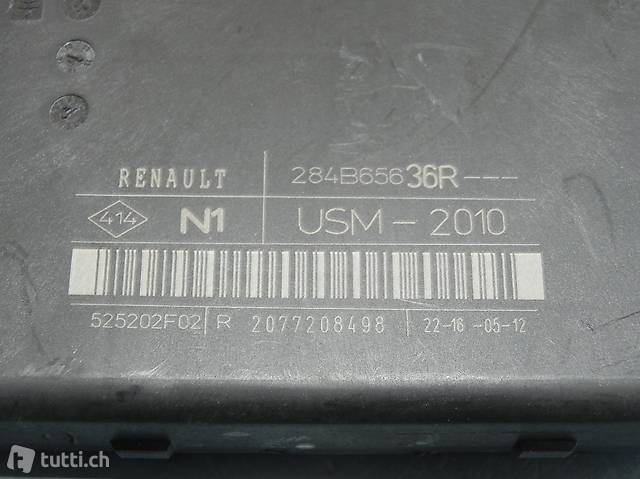 RENAULT 284B65636R---
414 N1 USM - 2010
525202F02 R 2077208498 22-16 -05-12
tutti.ch